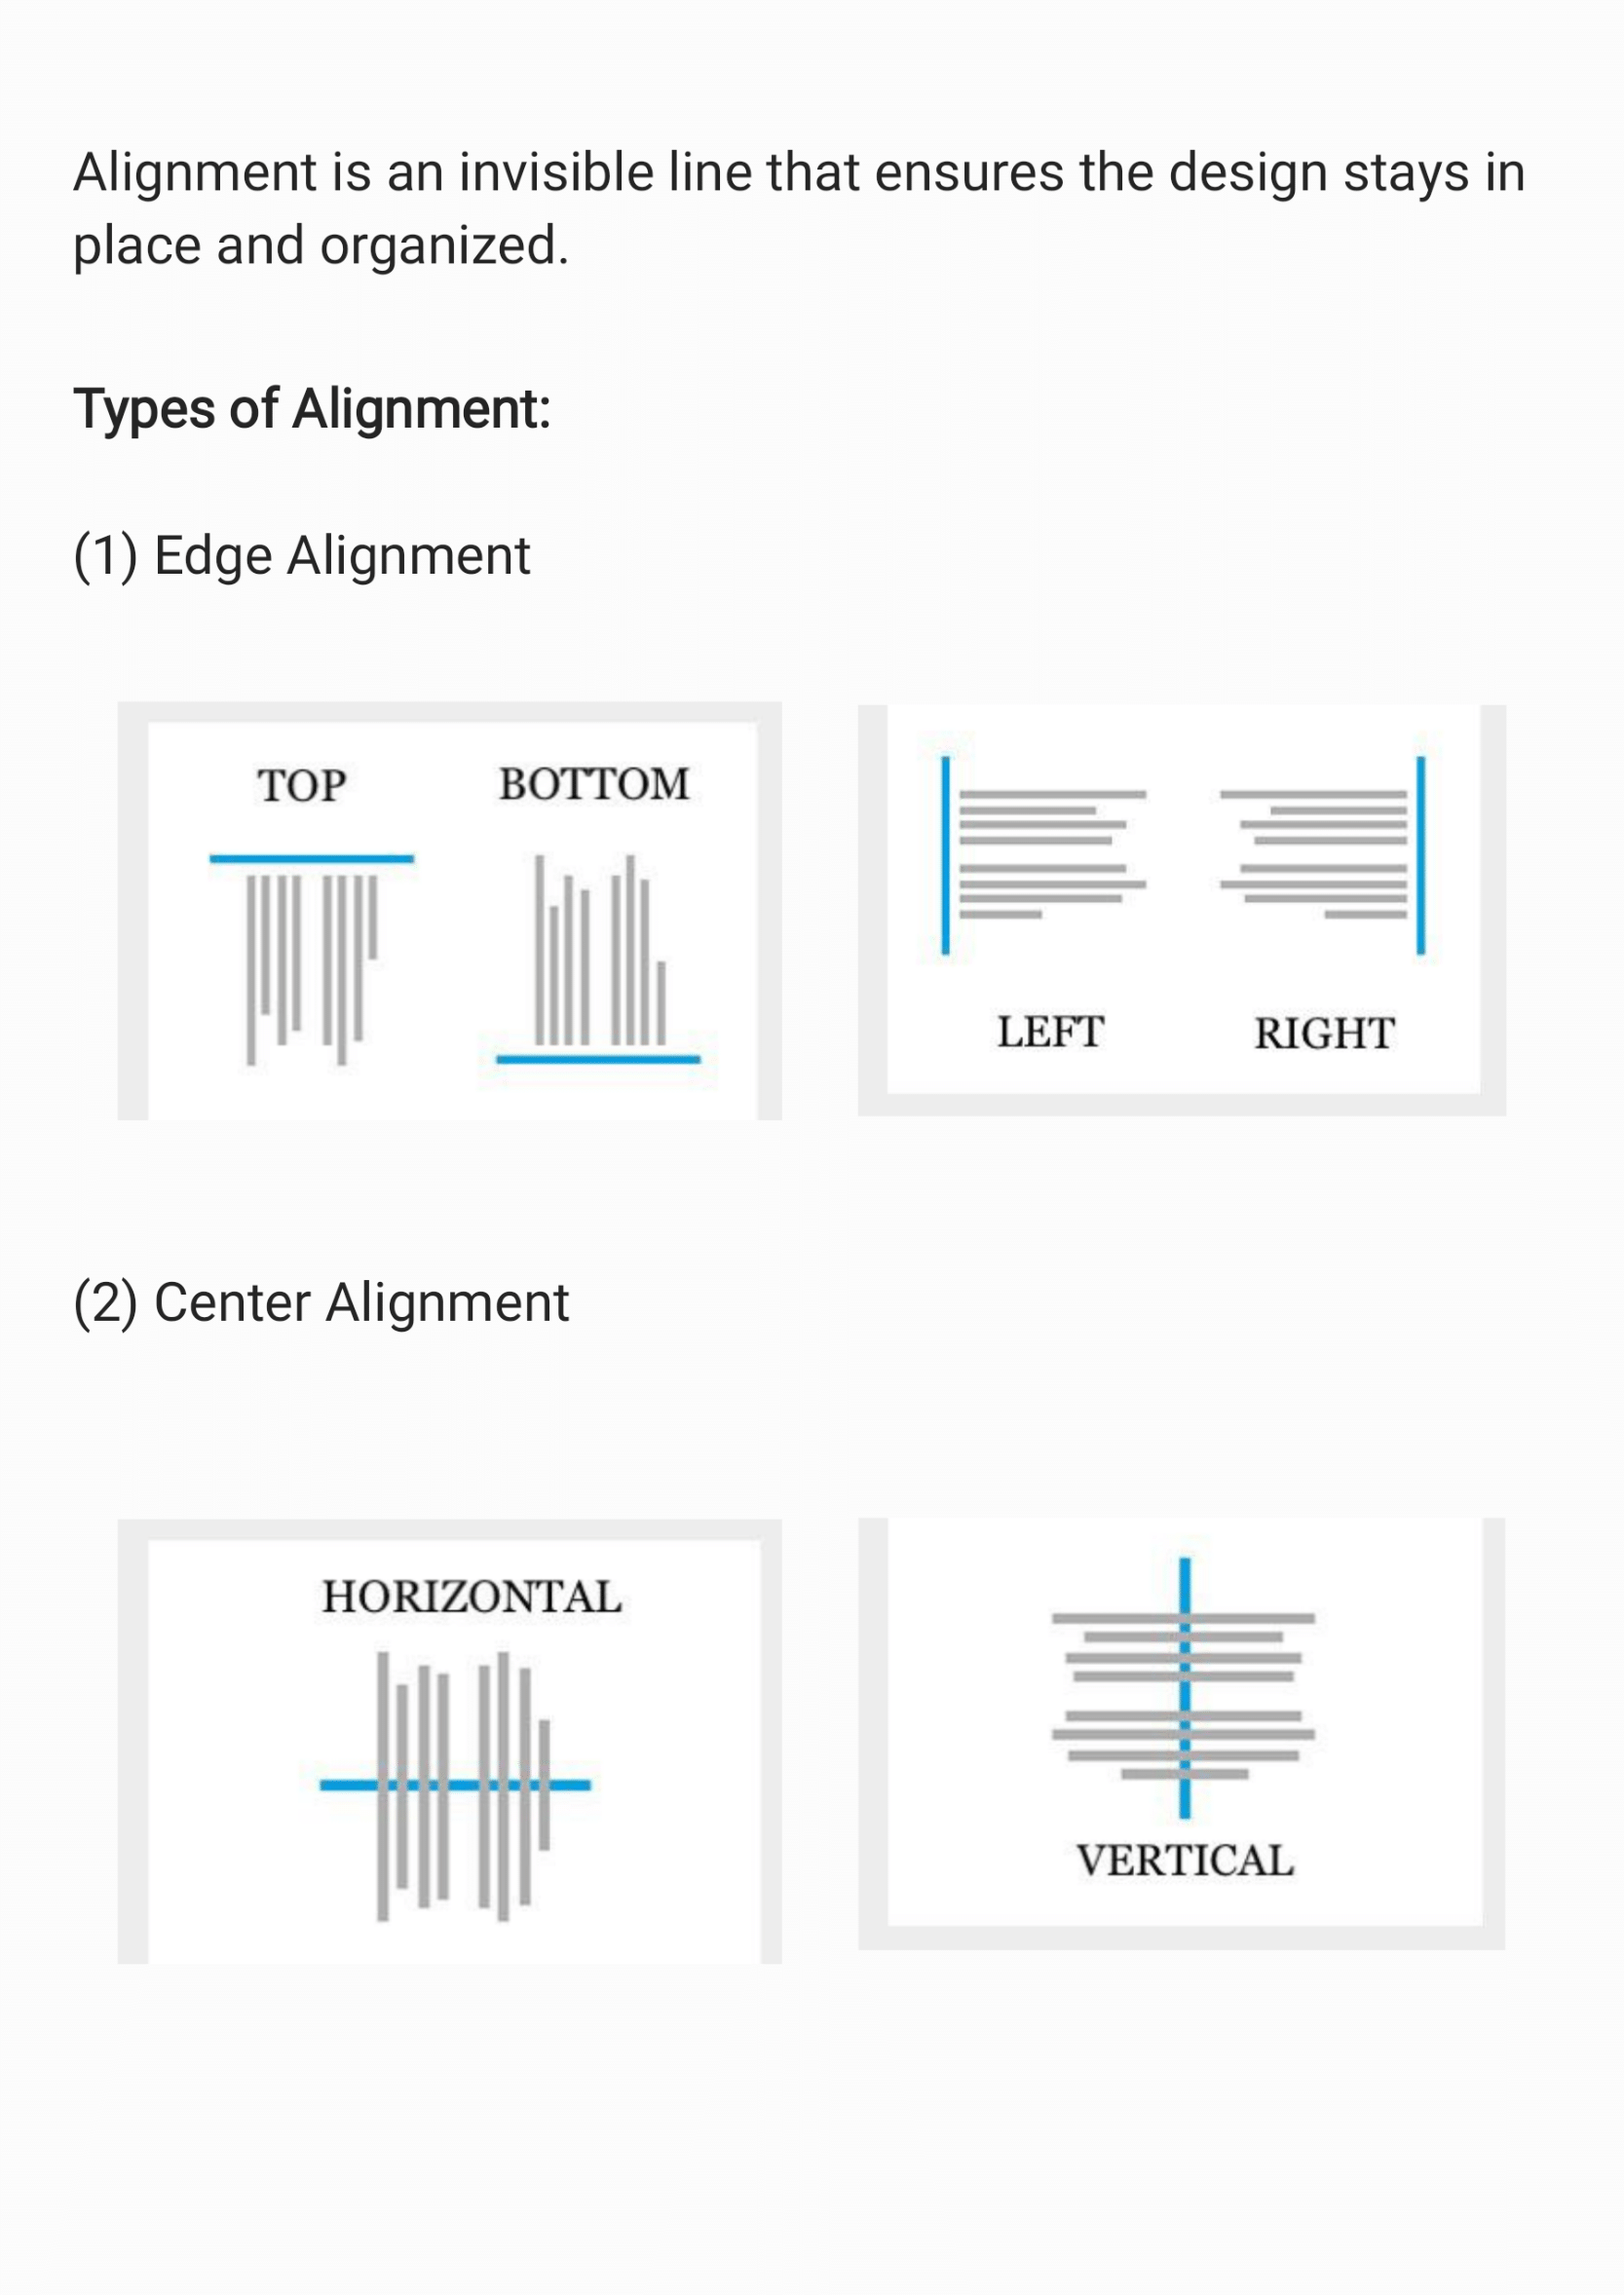 Alignment is an invisible line that ensures the design stays in
place and organized.
Types of Alignment:
(1) Edge Alignment
TOP
BOTTOM
LEFT
RIGHT
(2) Center Alignment
HORIZONTAL
VERTICAL